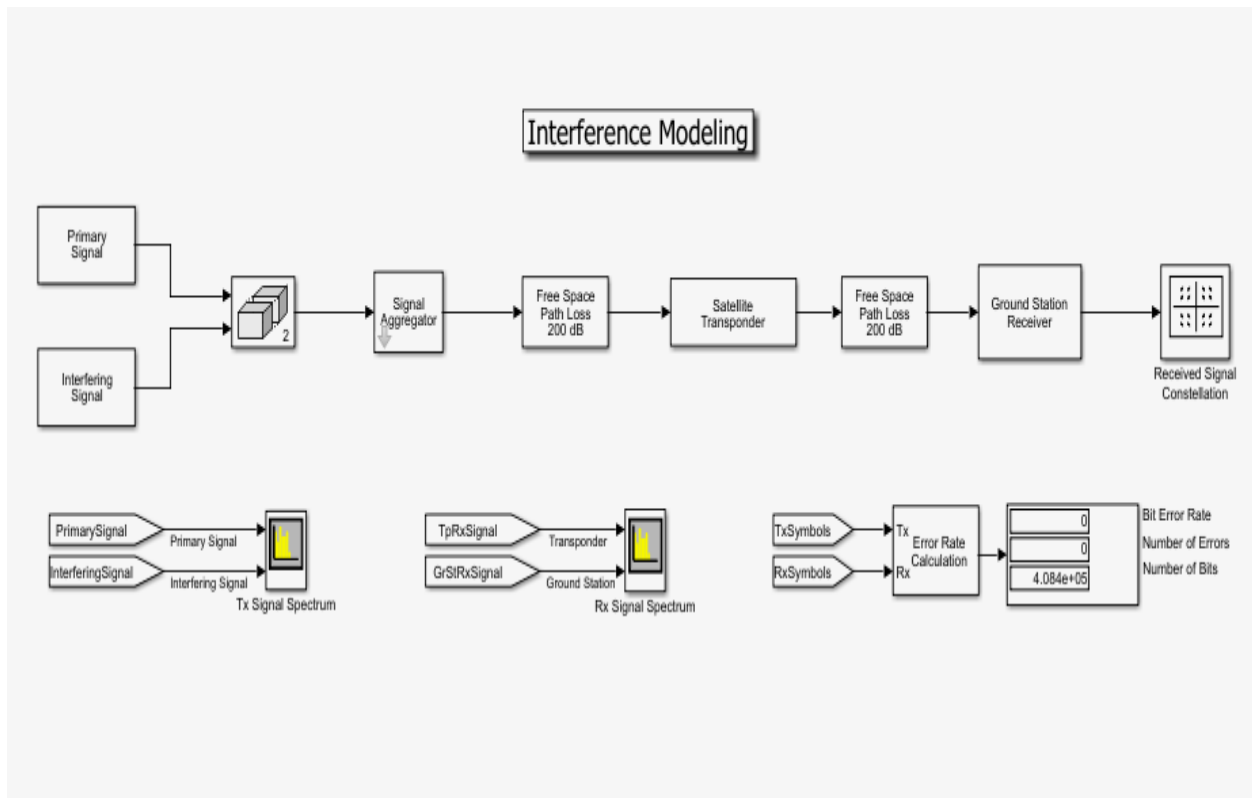 Interference Modeling
Primary
Signal
Interfering
Signal
2
Signal
Aggregator
Free Space
Path Loss
200 dB
Satellite
Transponder
Free Space
Path Loss
200 dB
Ground Station
Receiver
Received Signal
Constellation
PrimarySignal
Primary Signal
InterferingSignal
Interfering Signal
Tx Signal Spectrum
TpRxSignal
Transponder
GrStRxSignal
Ground Station
Rx Signal Spectrum
TxSymbols
RxSymbols
Tx
Rx
Error Rate
Calculation
0
0
4.084e+05
Bit Error Rate
Number of Errors
Number of Bits